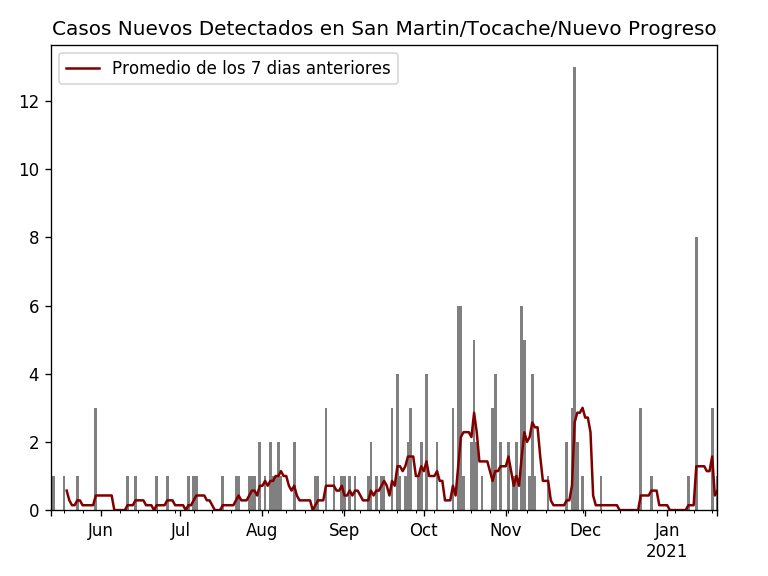 Casos Nuevos Detectados en San Martin/Tocache/Nuevo Progreso
Promedio de los 7 dias anteriores
12
10
8
6
4
2
0
Jun Jul Aug Sep Oct Nov Dec Jan
2021